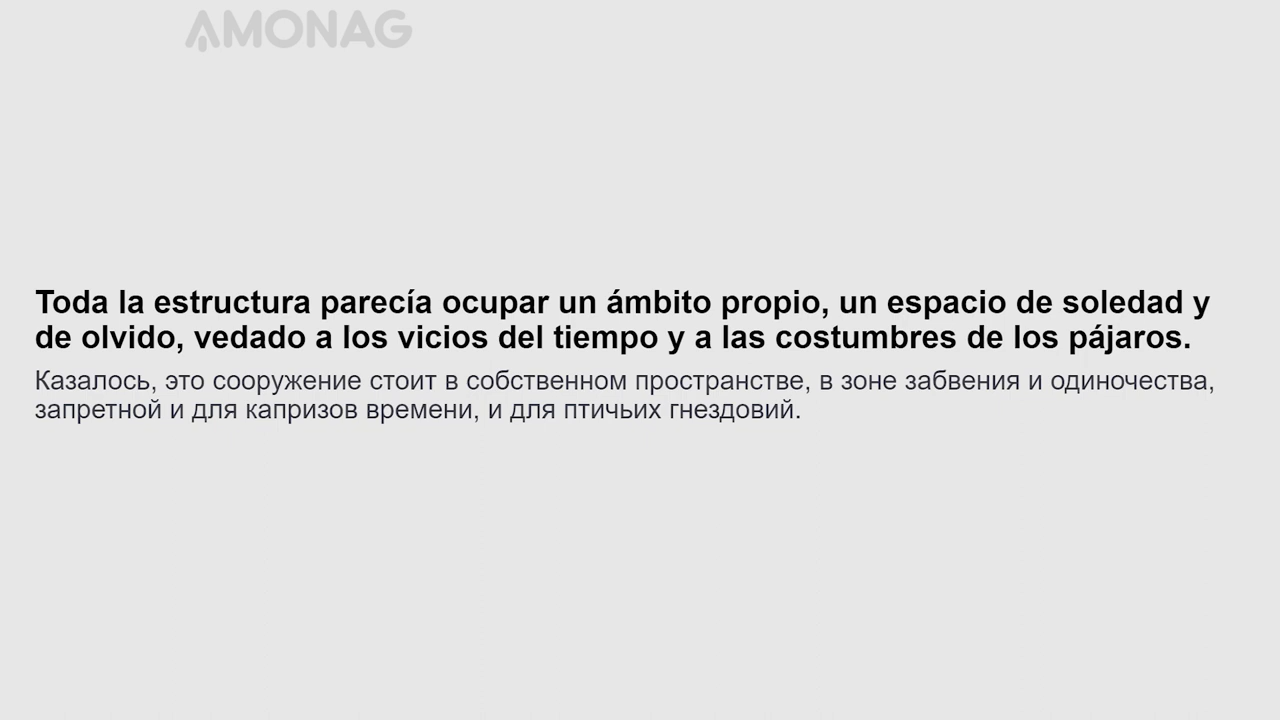 AMONAG
Toda la estructura parecía ocupar un ámbito propio, un espacio de soledad y
de olvido, vedado a los vicios del tiempo y a las costumbres de los pájaros.
Казалось, это сооружение стоит в собственном пространстве, в зоне забвения и одиночества,
запретной и для капризов времени, и для птичьих гнездовий.